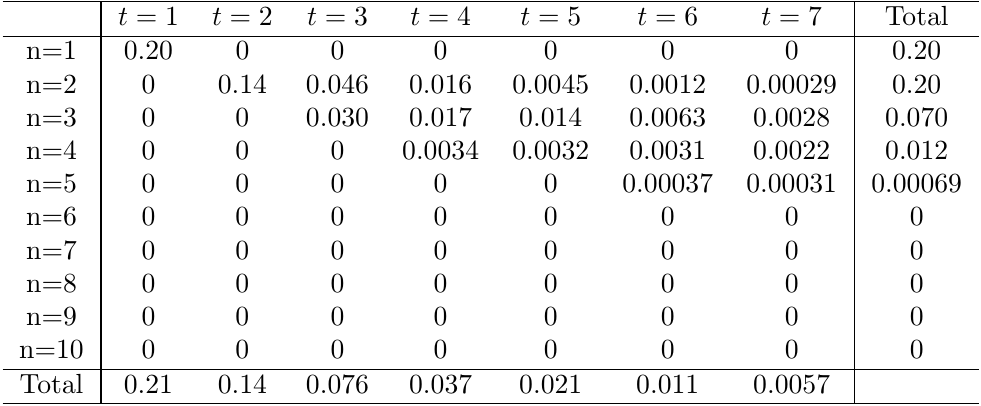 t = 1 t = 2 t = 3 t = 4 t = 5 t = 6 t = 7 Total
n=1 0.20 0 0 0 0 0 0 0.20
n=2 0 0.14 0.046 0.016 0.0045 0.0012 0.00029 0.20
n=3 0 0 0.030 0.017 0.014 0.0063 0.0028 0.070
n=4 0 0 0 0.0034 0.0032 0.0031 0.0022 0.012
n=5 0 0 0 0 0 0.00037 0.00031 0.00069
n=6 0 0 0 0 0 0 0 0
n=7 0 0 0 0 0 0 0 0
n=8 0 0 0 0 0 0 0 0
n=9 0 0 0 0 0 0 0 0
n=10 0 0 0 0 0 0 0 0
Total 0.21 0.14 0.076 0.037 0.021 0.011 0.0057